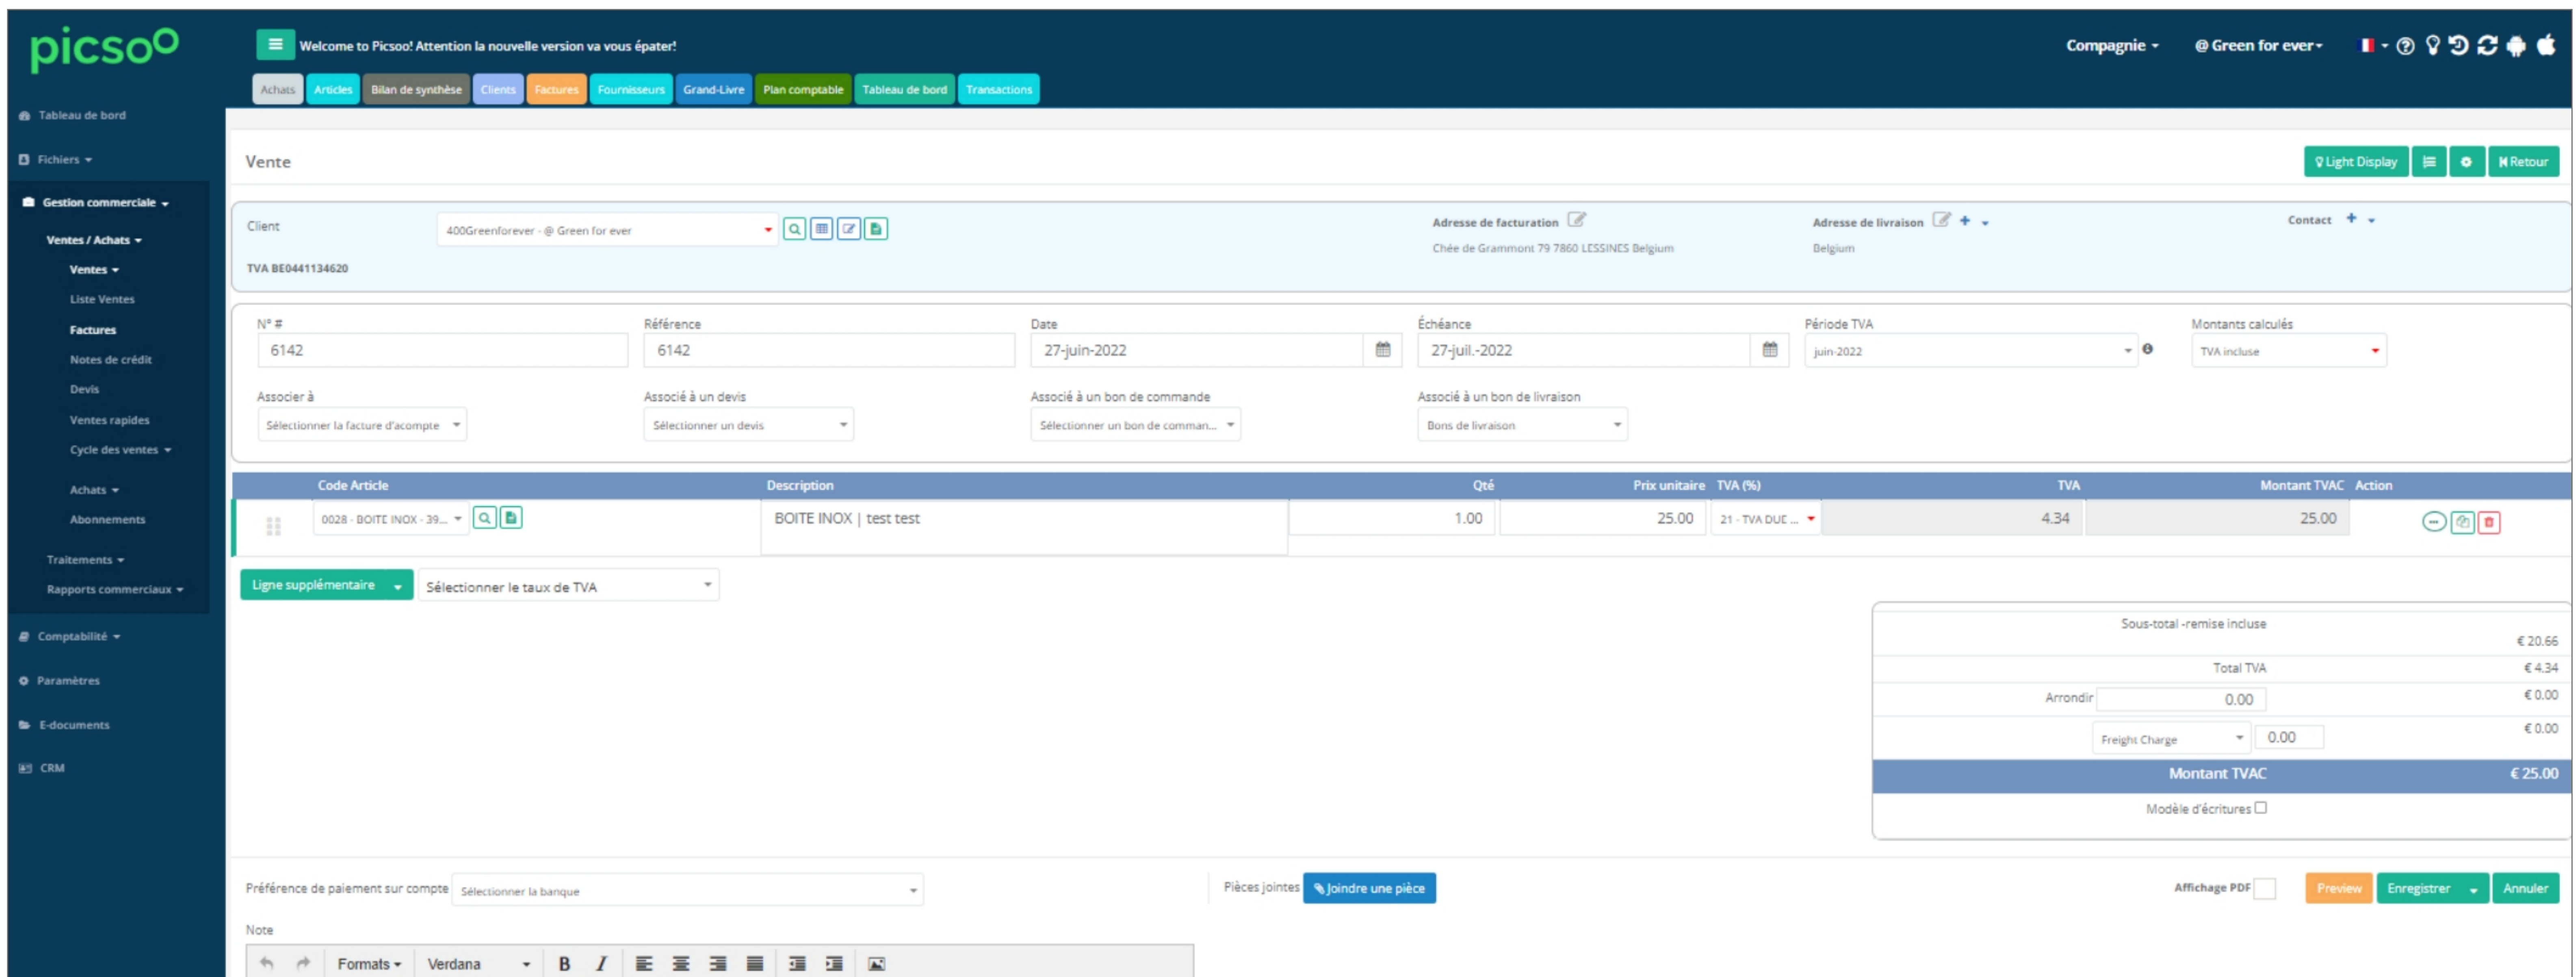 picsoo
Welcome to Picsoo! Attention la nouvelle version va vous épater!
Compagnie
@ Green for ever
Achats Articles Bilan de synthèse Clients Factures Fournisseurs Grand-Livre Plan comptable Tableau de bord Transactions
Tableau de bord
Fichiers
Gestion commerciale
Ventes / Achats
Ventes
Liste Ventes
Factures
Notes de crédit
Devis
Ventes rapides
Cycle des ventes
Achats
Abonnements
Traitements
Rapports commerciaux
Comptabilité
Paramètres
E-documents
CRM
Vente
Light Display
Retour
Client
400Greenforever - @ Green for ever
Adresse de facturation
Adresse de livraison
Contact
Chée de Grammont 79 7860 LESSINES Belgium
Belgium
TVA BE0441134620
N° # Référence Date Échéance Période TVA Montants calculés
6142 6142 27-juin-2022 27-juil.-2022 juin-2022 TVA incluse
Associer à Associé à un devis Associé à un bon de commande Associé à un bon de livraison
Sélectionner la facture d'acompte Sélectionner un devis Sélectionner un bon de comman... Bons de livraison
Code Article Description Qté Prix unitaire TVA (%) TVA Montant TVAC Action
0028 - BOITE INOX - 39... BOITE INOX | test test 1.00 25.00 21 - TVA DUE ... 4.34 25.00
Ligne supplémentaire Sélectionner le taux de TVA
Sous-total -remise incluse
€ 20.66
Total TVA € 4.34
Arrondir 0.00 € 0.00
Freight Charge 0.00 € 0.00
Montant TVAC € 25.00
Modèle d'écritures
Préférence de paiement sur compte Sélectionner la banque
Pièces jointes Joindre une pièce
Affichage PDF Preview Enregistrer Annuler
Note
Formats Verdana B I